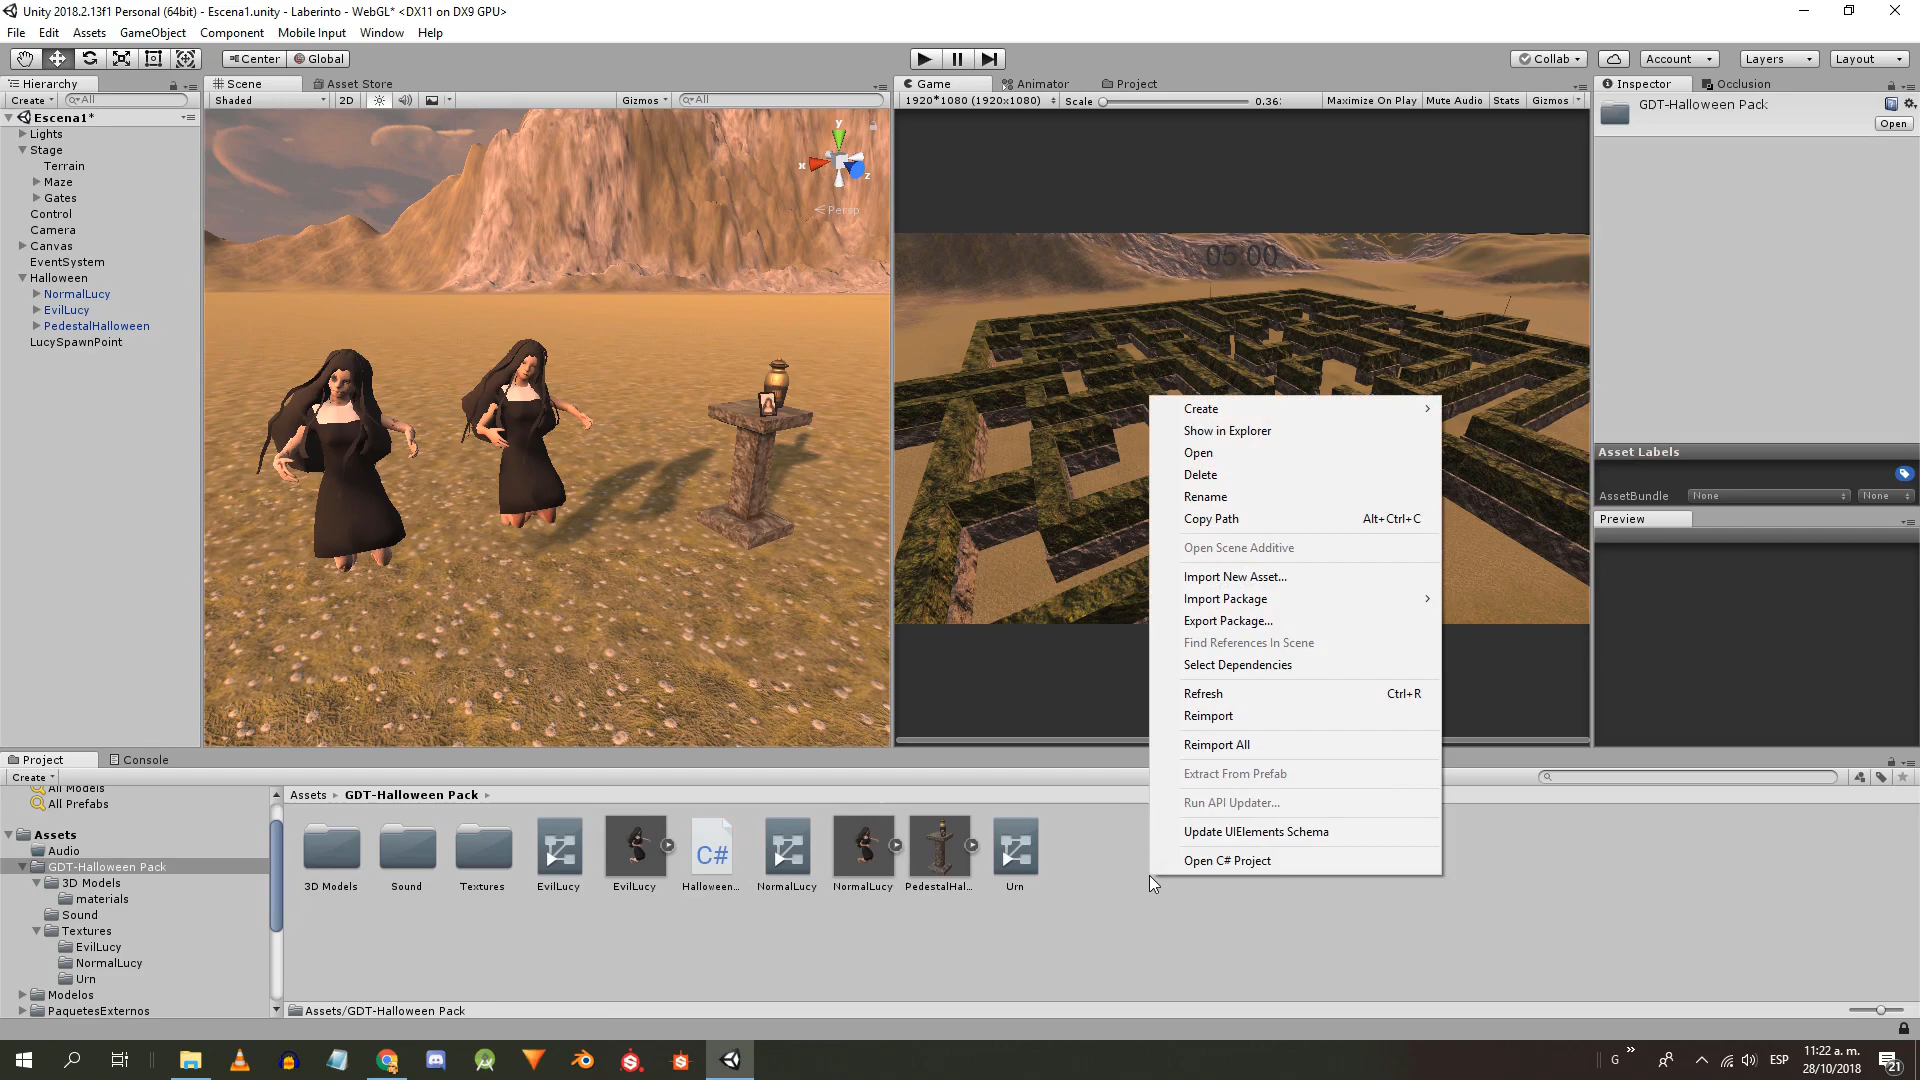 Unity 2018.2.13f1 Personal (64bit) - Escena1.unity - Laberinto - WebGL* <DX11 on DX9 GPU>
File Edit Assets GameObject Component Mobile Input Window Help
Center Global Collab Account Layers Layout
Hierarchy
Create All
Escena1*
Lights
Stage
Terrain
Maze
Gates
Control
Camera
Canvas
EventSystem
Halloween
NormalLucy
EvilLucy
PedestalHalloween
LucySpawnPoint
Scene Asset Store
Shaded 2D Gizmos All
y
x
z
Persp
Game Animator Project
1920*1080 (1920x1080) Scale 0.36 Maximize On Play Mute Audio Stats Gizmos
05:00
Create
Show in Explorer
Open
Delete
Rename
Copy Path Alt+Ctrl+C
Open Scene Additive
Import New Asset...
Import Package
Export Package...
Find References In Scene
Select Dependencies
Refresh Ctrl+R
Reimport
Reimport All
Extract From Prefab
Run API Updater...
Update UIElements Schema
Open C# Project
Inspector Occlusion
GDT-Halloween Pack
Open
Asset Labels
AssetBundle None None
Preview
Project Console
Create
All Models
All Prefabs
Assets
Audio
GDT-Halloween Pack
3D Models
materials
Sound
Textures
EvilLucy
NormalLucy
Urn
Modelos
PaquetesExternos
Assets GDT-Halloween Pack
C#
3D Models Sound Textures EvilLucy EvilLucy Halloween... NormalLucy NormalLucy PedestalHal... Urn
Assets/GDT-Halloween Pack
G ESP
11:22 a. m.
28/10/2018
21